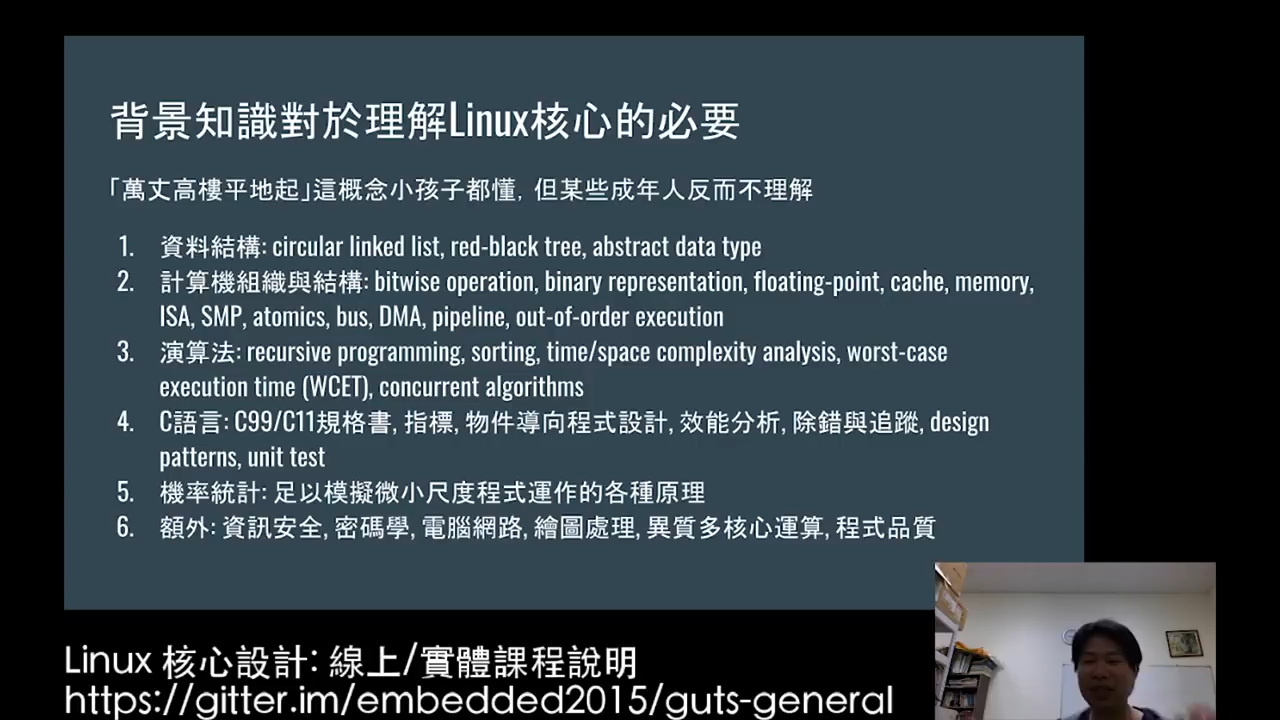 背景知識對於理解Linux核心的必要
「萬丈高樓平地起」這概念小孩子都懂, 但某些成年人反而不理解
1. 資料結構: circular linked list, red-black tree, abstract data type
2. 計算機組織與結構: bitwise operation, binary representation, floating-point, cache, memory,
ISA, SMP, atomics, bus, DMA, pipeline, out-of-order execution
3. 演算法: recursive programming, sorting, time/space complexity analysis, worst-case
execution time (WCET), concurrent algorithms
4. C語言: C99/C11規格書, 指標, 物件導向程式設計, 效能分析, 除錯與追蹤, design
patterns, unit test
5. 機率統計: 足以模擬微小尺度程式運作的各種原理
6. 額外: 資訊安全, 密碼學, 電腦網路, 繪圖處理, 異質多核心運算, 程式品質
Linux 核心設計: 線上/實體課程說明
https://gitter.im/embedded2015/guts-general